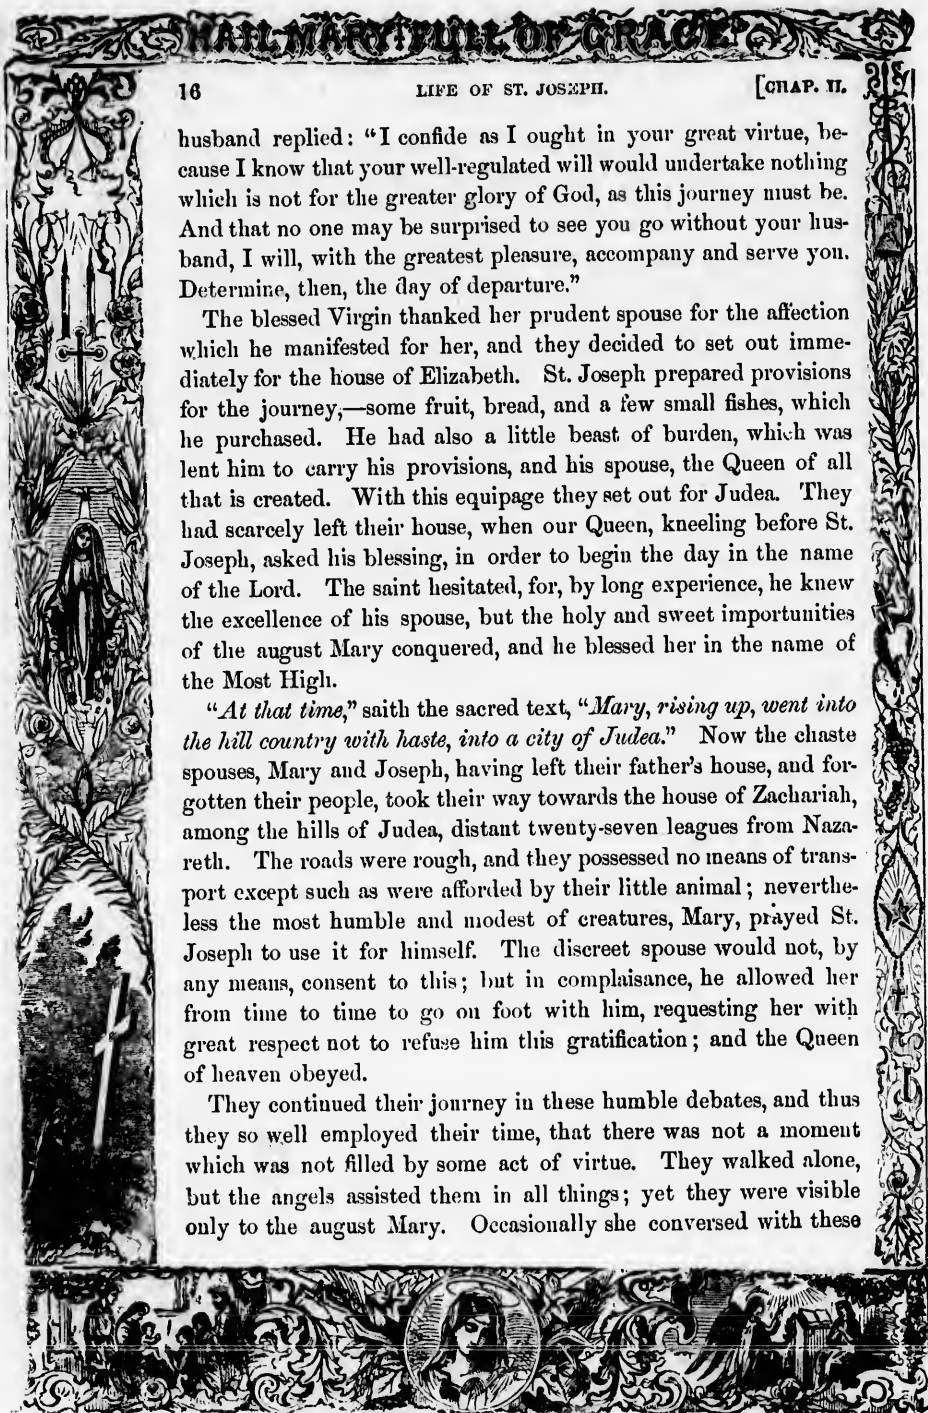 HAIL MARY FULL OF GRACE
16 LIFE OF ST. JOSEPH. [CHAP. II.
husband replied: “I confide as I ought in your great virtue, be-
cause I know that your well-regulated will would undertake nothing
which is not for the greater glory of God, as this journey must be.
And that no one may be surprised to see you go without your hus-
band, I will, with the greatest pleasure, accompany and serve you.
Determine, then, the day of departure.”
The blessed Virgin thanked her prudent spouse for the affection
which he manifested for her, and they decided to set out imme-
diately for the house of Elizabeth. St. Joseph prepared provisions
for the journey,—some fruit, bread, and a few small fishes, which
he purchased. He had also a little beast of burden, which was
lent him to carry his provisions, and his spouse, the Queen of all
that is created. With this equipage they set out for Judea. They
had scarcely left their house, when our Queen, kneeling before St.
Joseph, asked his blessing, in order to begin the day in the name
of the Lord. The saint hesitated, for, by long experience, he knew
the excellence of his spouse, but the holy and sweet importunities
of the august Mary conquered, and he blessed her in the name of
the Most High.
“At that time,” saith the sacred text, “Mary, rising up, went into
the hill country with haste, into a city of Judea.” Now the chaste
spouses, Mary and Joseph, having left their father’s house, and for-
gotten their people, took their way towards the house of Zachariah,
among the hills of Judea, distant twenty-seven leagues from Naza-
reth. The roads were rough, and they possessed no means of trans-
port except such as were afforded by their little animal; neverthe-
less the most humble and modest of creatures, Mary, prayed St.
Joseph to use it for himself. The discreet spouse would not, by
any means, consent to this; but in complaisance, he allowed her
from time to time to go on foot with him, requesting her with
great respect not to refuse him this gratification; and the Queen
of heaven obeyed.
They continued their journey in these humble debates, and thus
they so well employed their time, that there was not a moment
which was not filled by some act of virtue. They walked alone,
but the angels assisted them in all things; yet they were visible
only to the august Mary. Occasionally she conversed with these